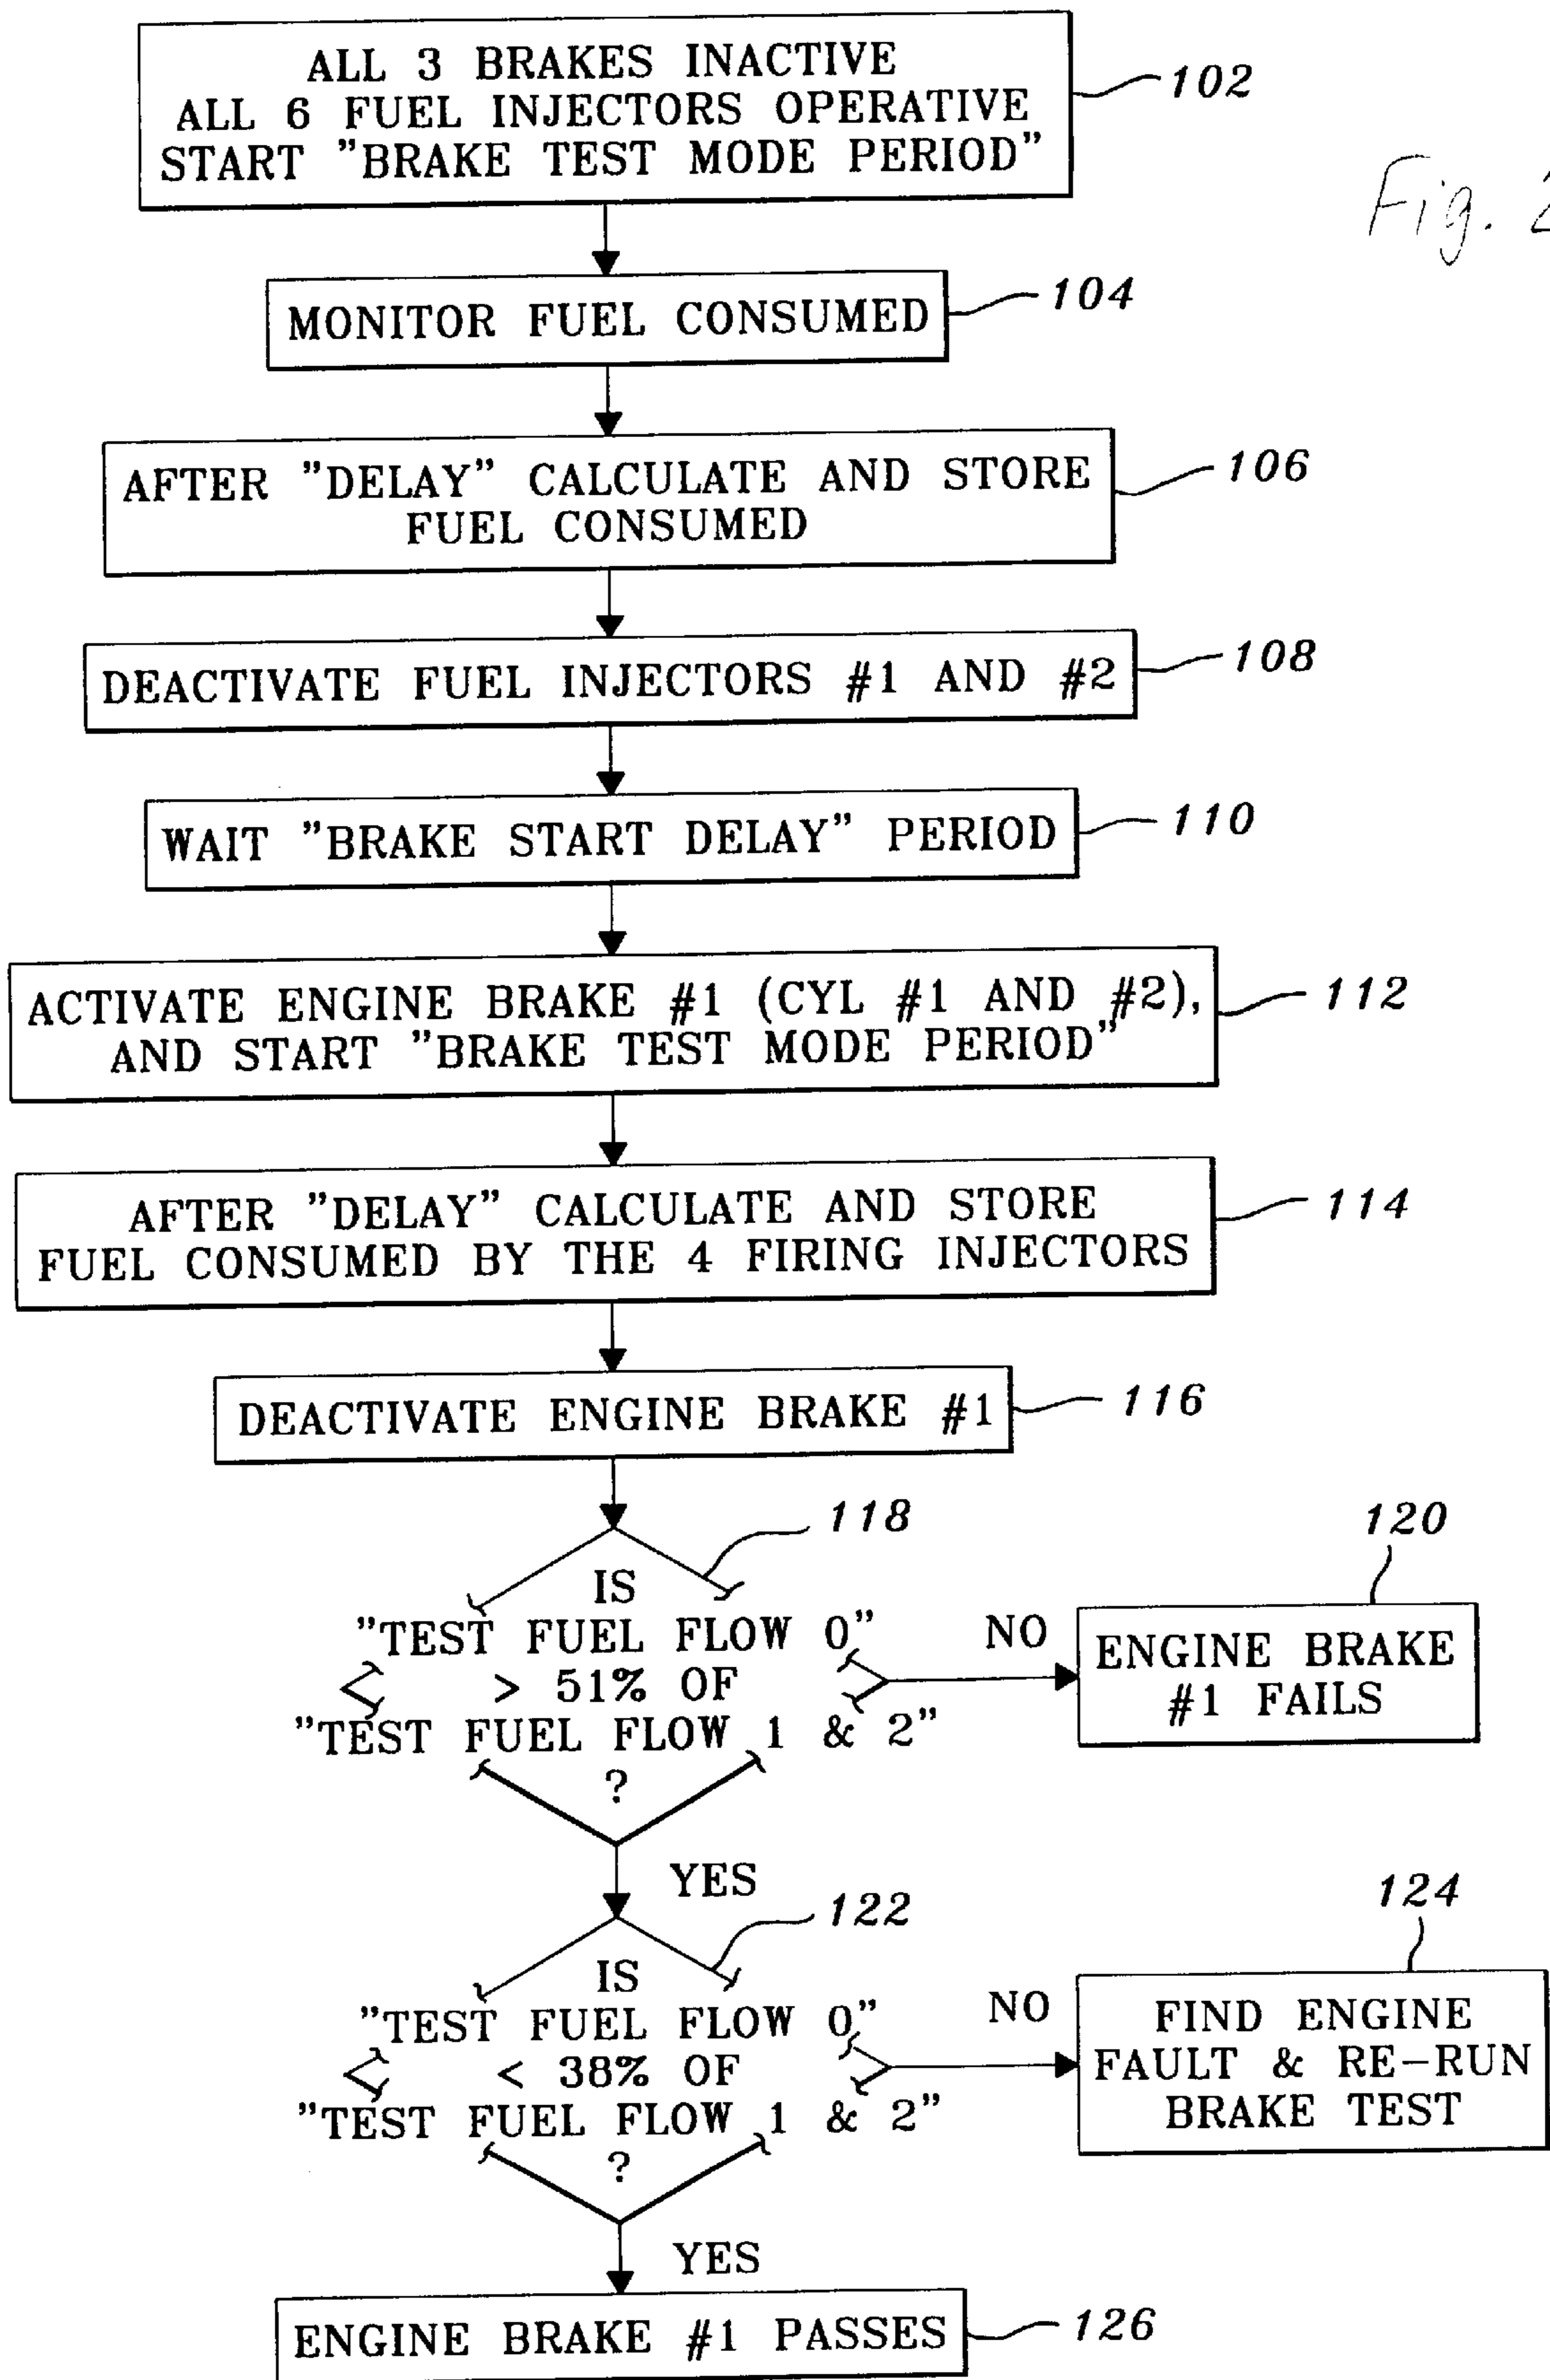 ALL 3 BRAKES INACTIVE
ALL 6 FUEL INJECTORS OPERATIVE
START "BRAKE TEST MODE PERIOD"
102
Fig. 2
MONITOR FUEL CONSUMED
104
AFTER "DELAY" CALCULATE AND STORE
FUEL CONSUMED
106
DEACTIVATE FUEL INJECTORS #1 AND #2
108
WAIT "BRAKE START DELAY" PERIOD
110
ACTIVATE ENGINE BRAKE #1 (CYL #1 AND #2),
AND START "BRAKE TEST MODE PERIOD"
112
AFTER "DELAY" CALCULATE AND STORE
FUEL CONSUMED BY THE 4 FIRING INJECTORS
114
DEACTIVATE ENGINE BRAKE #1
116
118
IS
"TEST FUEL FLOW 0"
> 51% OF
"TEST FUEL FLOW 1 & 2"
?
NO
120
ENGINE BRAKE
#1 FAILS
YES
122
IS
"TEST FUEL FLOW 0"
< 38% OF
"TEST FUEL FLOW 1 & 2"
?
NO
124
FIND ENGINE
FAULT & RE-RUN
BRAKE TEST
YES
ENGINE BRAKE #1 PASSES
126